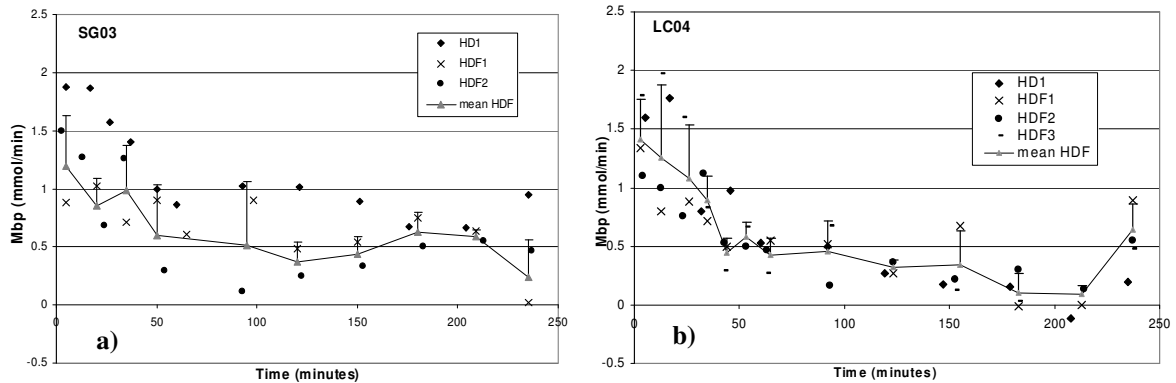 SG03
HD1
HDF1
HDF2
mean HDF
2.5
2
1.5
1
0.5
0
-0.5
0 50 100 150 200 250
Mbp (mmol/min)
Time (minutes)
a)
LC04
HD1
HDF1
HDF2
HDF3
mean HDF
2.5
2
1.5
1
0.5
0
-0.5
0 50 100 150 200 250
Mbp (mmol/min)
Time (minutes)
b)